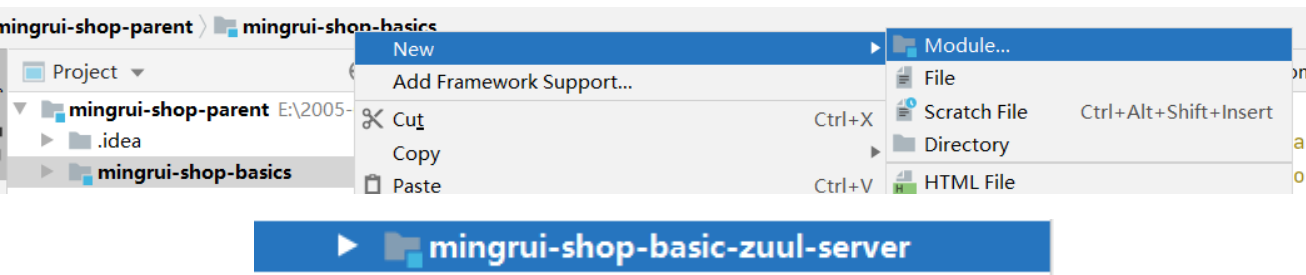 mingrui-shop-parent mingrui-shop-basics
Project
mingrui-shop-parent E:\2005-
.idea
mingrui-shop-basics
New
Add Framework Support...
Cut Ctrl+X
Copy
Paste Ctrl+V
Module...
File
Scratch File Ctrl+Alt+Shift+Insert
Directory
HTML File
mingrui-shop-basic-zuul-server